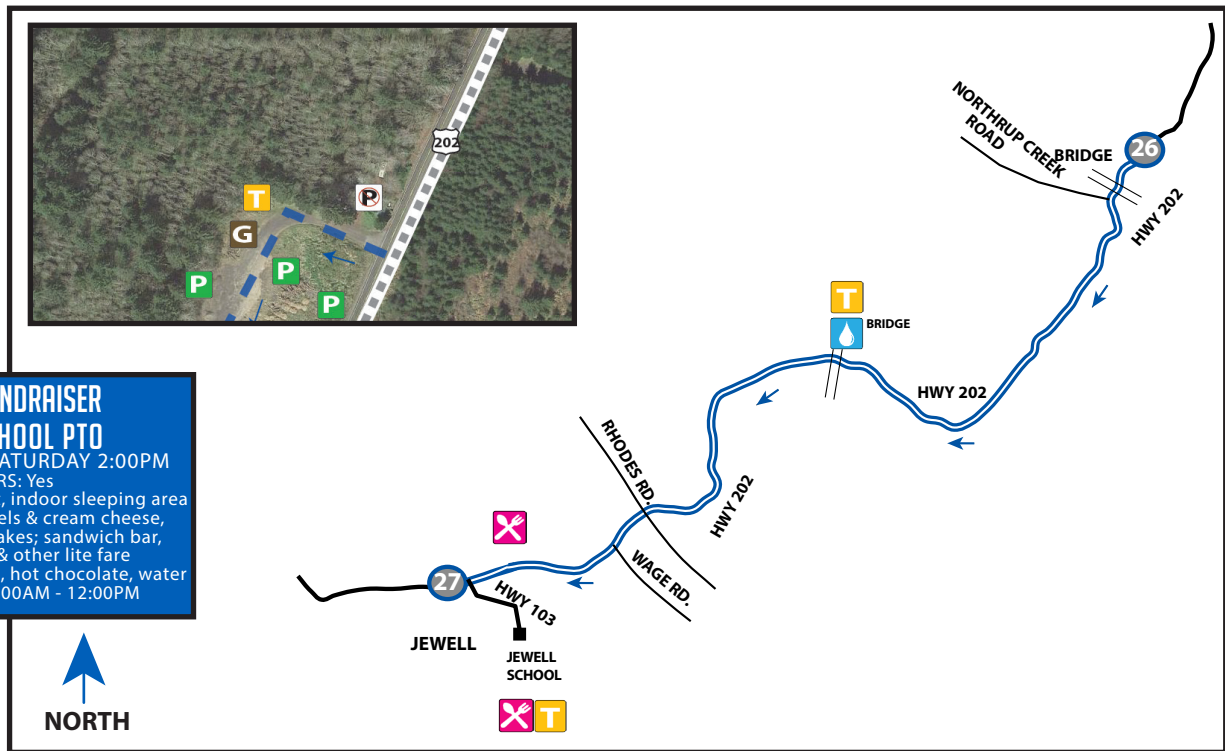 202
P
T
G
P
P
P
NORTHRUP CREEK
ROAD
BRIDGE
26
HWY 202
T
BRIDGE
HWY 202
NDRAISER
HOOL PTO
ATURDAY 2:00PM
RS: Yes
, indoor sleeping area
els & cream cheese,
akes; sandwich bar,
& other lite fare
, hot chocolate, water
:00AM - 12:00PM
RHODES RD.
HWY 202
WAGE RD.
27
HWY 103
JEWELL
JEWELL
SCHOOL
T
NORTH